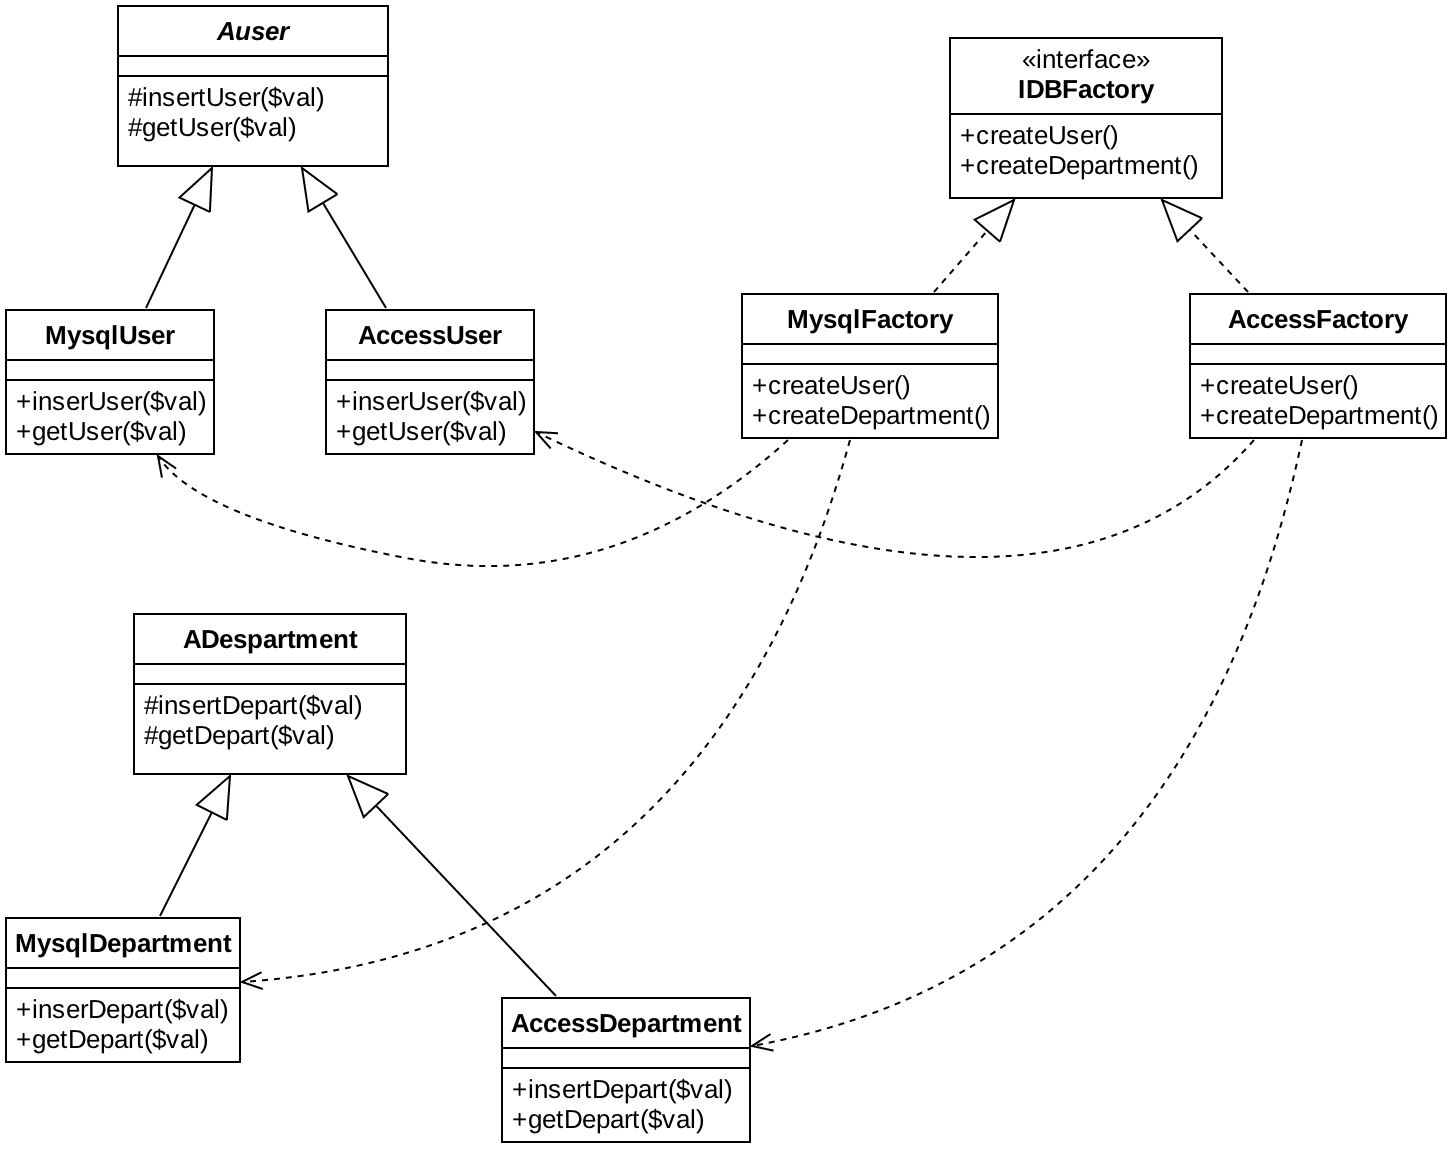 Auser
#insertUser($val)
#getUser($val)
«interface»
IDBFactory
+createUser()
+createDepartment()
MysqlUser
+inserUser($val)
+getUser($val)
AccessUser
+inserUser($val)
+getUser($val)
MysqlFactory
+createUser()
+createDepartment()
AccessFactory
+createUser()
+createDepartment()
ADespartment
#insertDepart($val)
#getDepart($val)
MysqlDepartment
+inserDepart($val)
+getDepart($val)
AccessDepartment
+insertDepart($val)
+getDepart($val)